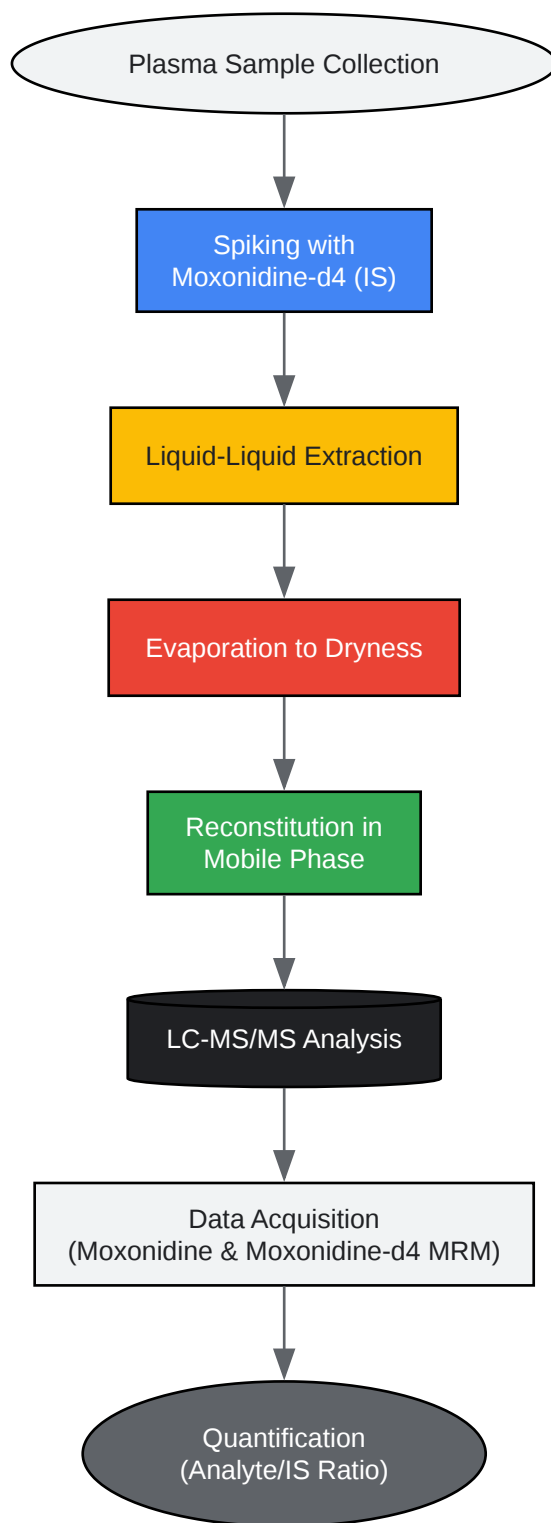 Plasma Sample Collection
Spiking with
Moxonidine-d4 (IS)
Liquid-Liquid Extraction
Evaporation to Dryness
Reconstitution in
Mobile Phase
LC-MS/MS Analysis
Data Acquisition
(Moxonidine & Moxonidine-d4 MRM)
Quantification
(Analyte/IS Ratio)